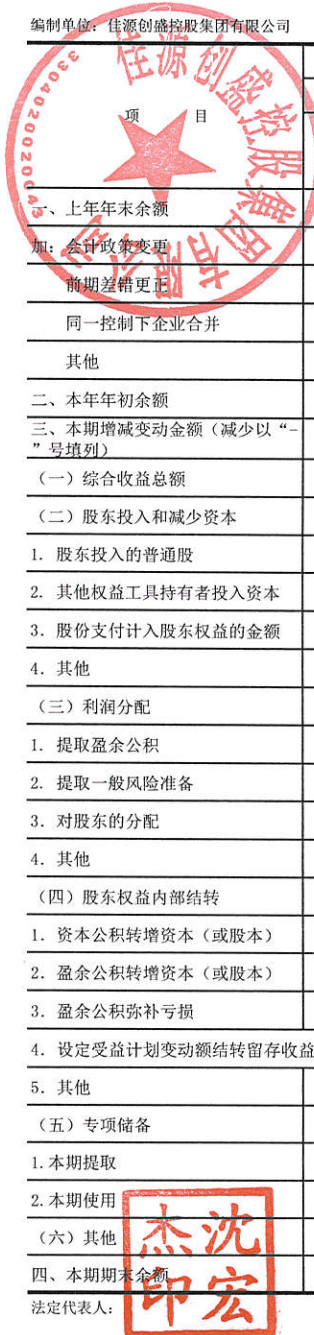 编制单位：佳源创盛控股集团有限公司
佳源创盛控股集团有限公司
项 目
一、上年年末余额
加：会计政策变更
前期差错更正
同一控制下企业合并
其他
二、本年年初余额
三、本期增减变动金额（减少以“-
”号填列）
（一）综合收益总额
（二）股东投入和减少资本
1. 股东投入的普通股
2. 其他权益工具持有者投入资本
3. 股份支付计入股东权益的金额
4. 其他
（三）利润分配
1. 提取盈余公积
2. 提取一般风险准备
3. 对股东的分配
4. 其他
（四）股东权益内部结转
1. 资本公积转增资本（或股本）
2. 盈余公积转增资本（或股本）
3. 盈余公积弥补亏损
4. 设定受益计划变动额结转留存收益
5. 其他
（五）专项储备
1.本期提取
2.本期使用
（六）其他
四、本期期末余额
法定代表人：
沈宏
杰印